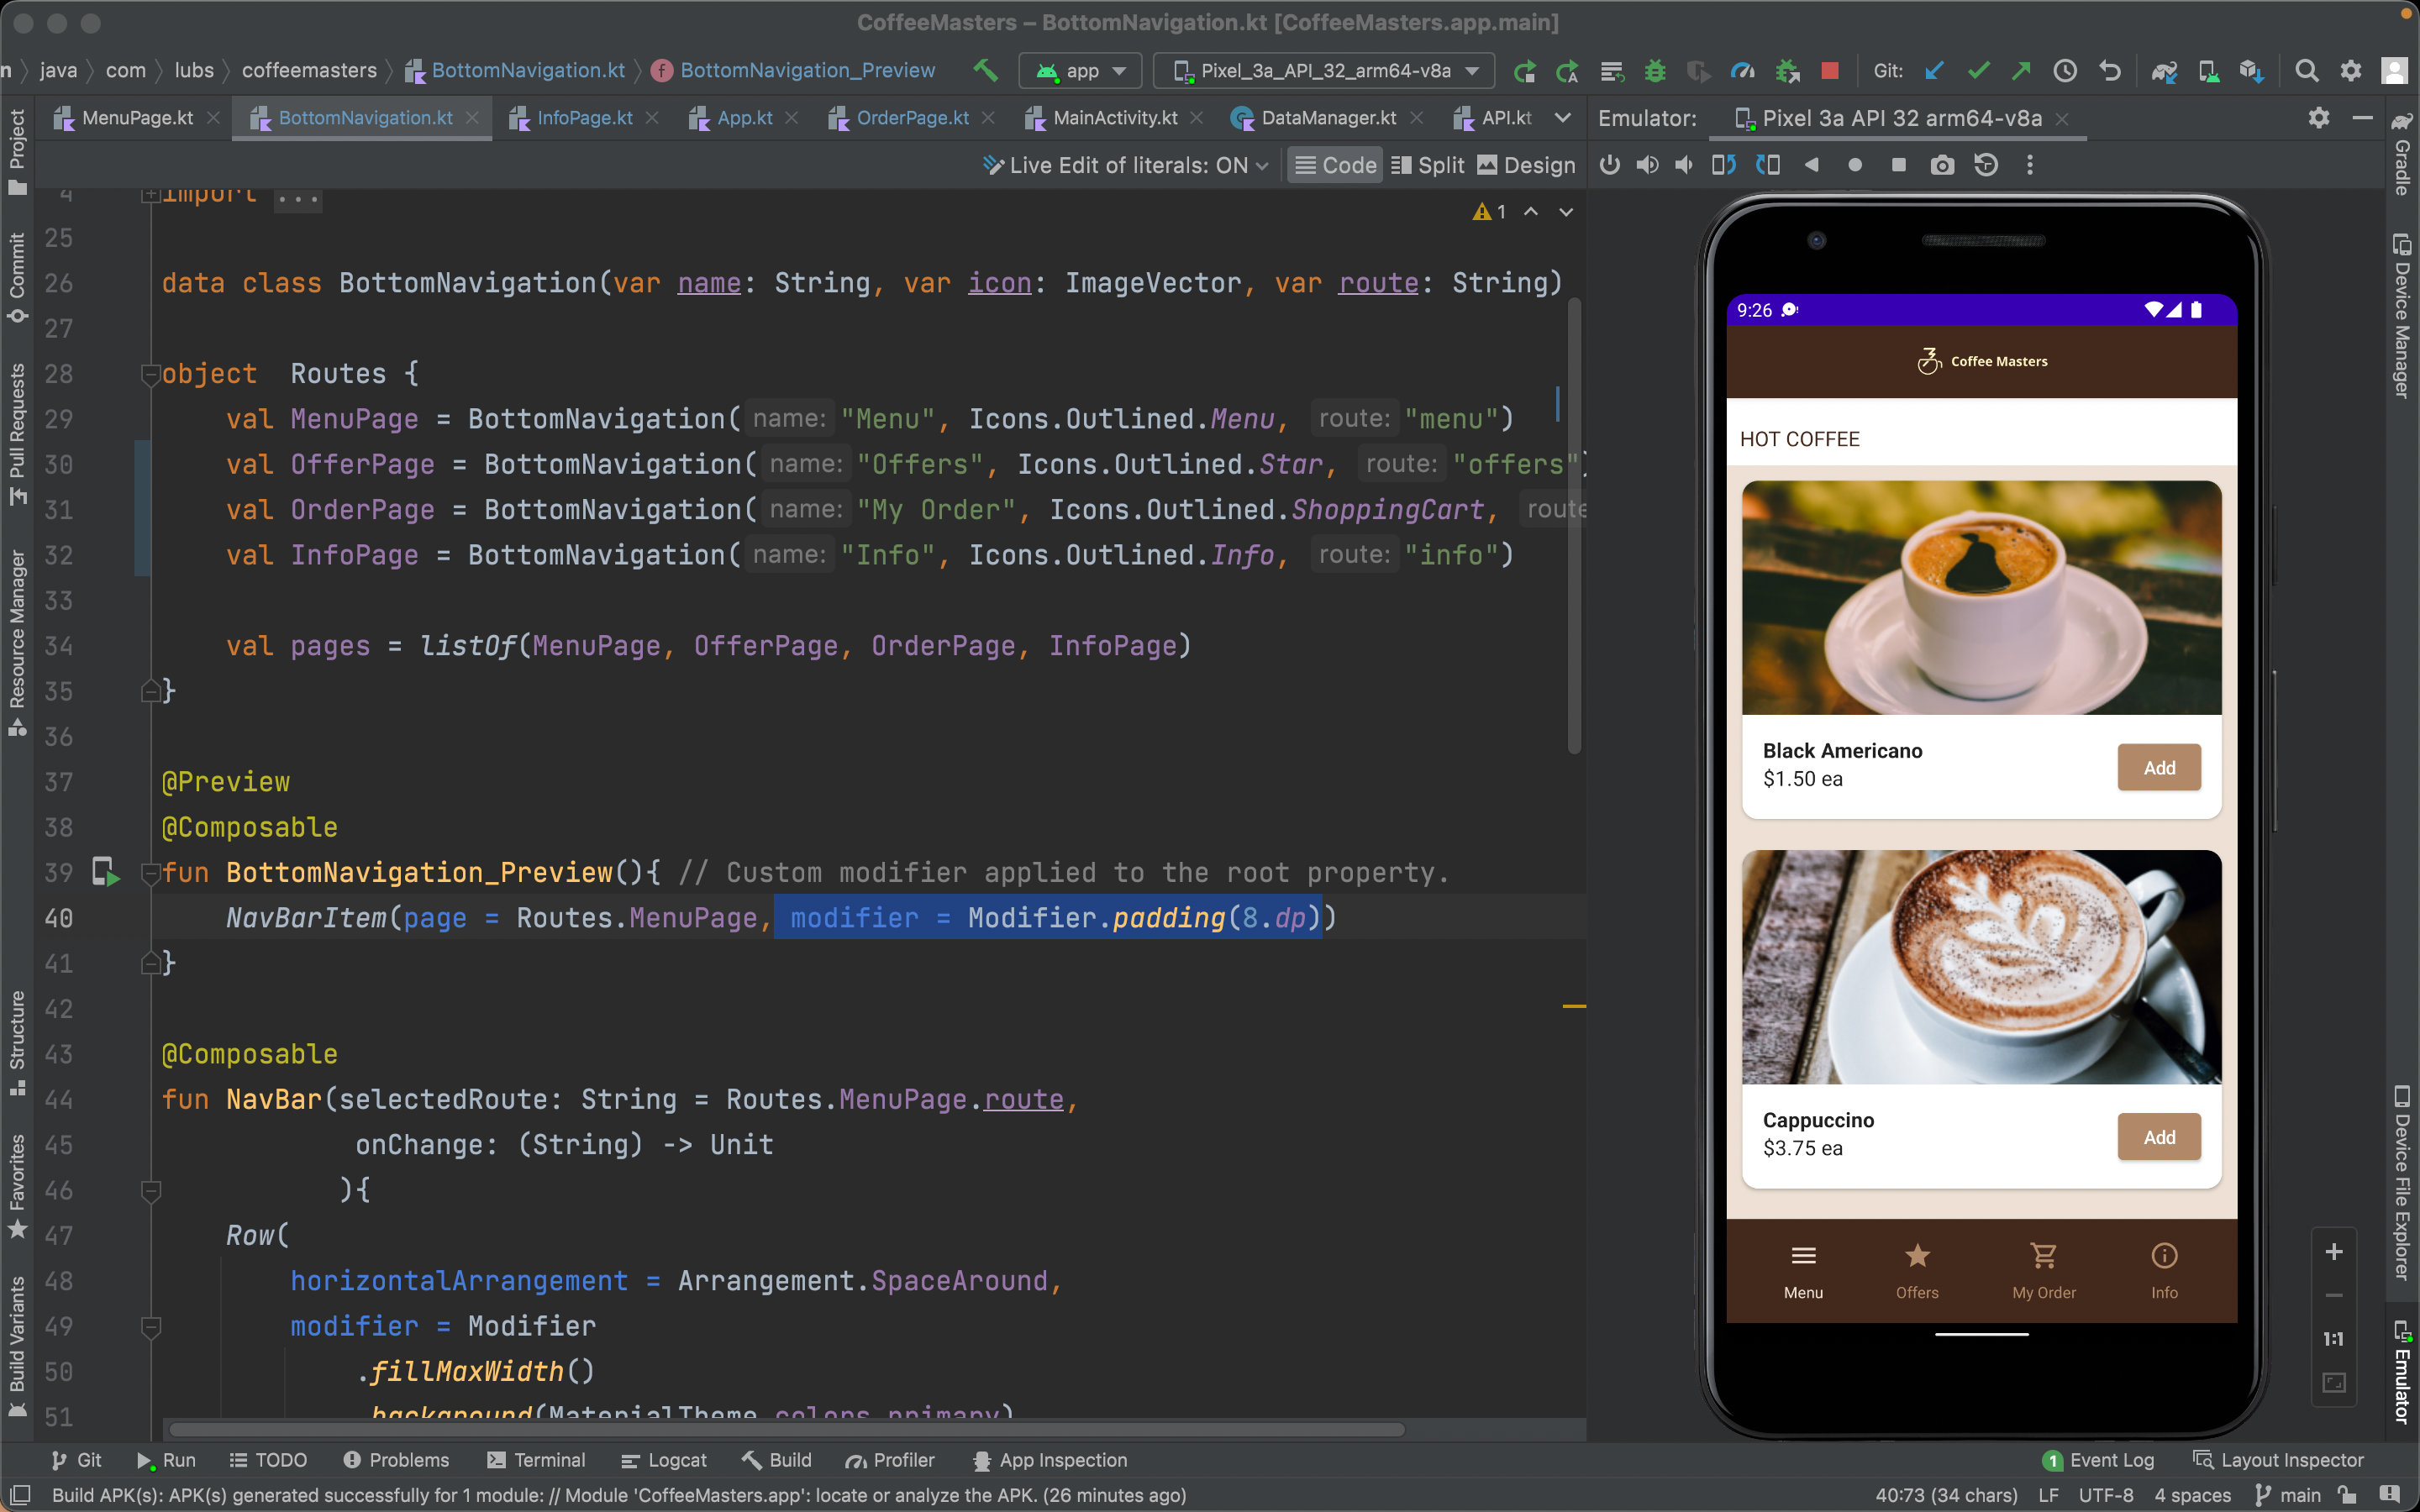 CoffeeMasters – BottomNavigation.kt [CoffeeMasters.app.main]
n java com lubs coffeemasters BottomNavigation.kt f BottomNavigation_Preview app Pixel_3a_API_32_arm64-v8a Git:
MenuPage.kt BottomNavigation.kt InfoPage.kt App.kt OrderPage.kt MainActivity.kt DataManager.kt API.kt
Emulator: Pixel 3a API 32 arm64-v8a
Live Edit of literals: ON Code Split Design
1
4 import ...
25
26 data class BottomNavigation(var name: String, var icon: ImageVector, var route: String)
27
28 object  Routes {
29 val MenuPage = BottomNavigation( name: "Menu", Icons.Outlined.Menu, route: "menu")
30 val OfferPage = BottomNavigation( name: "Offers", Icons.Outlined.Star, route: "offers")
31 val OrderPage = BottomNavigation( name: "My Order", Icons.Outlined.ShoppingCart, route
32 val InfoPage = BottomNavigation( name: "Info", Icons.Outlined.Info, route: "info")
33
34 val pages = listOf(MenuPage, OfferPage, OrderPage, InfoPage)
35 }
36
37 @Preview
38 @Composable
39 fun BottomNavigation_Preview(){ // Custom modifier applied to the root property.
40 NavBarItem(page = Routes.MenuPage, modifier = Modifier.padding(8.dp))
41 }
42
43 @Composable
44 fun NavBar(selectedRoute: String = Routes.MenuPage.route,
45 onChange: (String) -> Unit
46 ){
47 Row(
48 horizontalArrangement = Arrangement.SpaceAround,
49 modifier = Modifier
50 .fillMaxWidth()
51 .background(MaterialTheme.colors.primary)
Project
Commit
Pull Requests
Resource Manager
Structure
Favorites
Build Variants
9:26
Coffee Masters
HOT COFFEE
Black Americano
$1.50 ea
Add
Cappuccino
$3.75 ea
Add
Menu Offers My Order Info
1:1
Gradle
Device Manager
Device File Explorer
Emulator
Git Run TODO Problems Terminal Logcat Build Profiler App Inspection 1 Event Log Layout Inspector
Build APK(s): APK(s) generated successfully for 1 module: // Module 'CoffeeMasters.app': locate or analyze the APK. (26 minutes ago) 40:73 (34 chars) LF UTF-8 4 spaces main